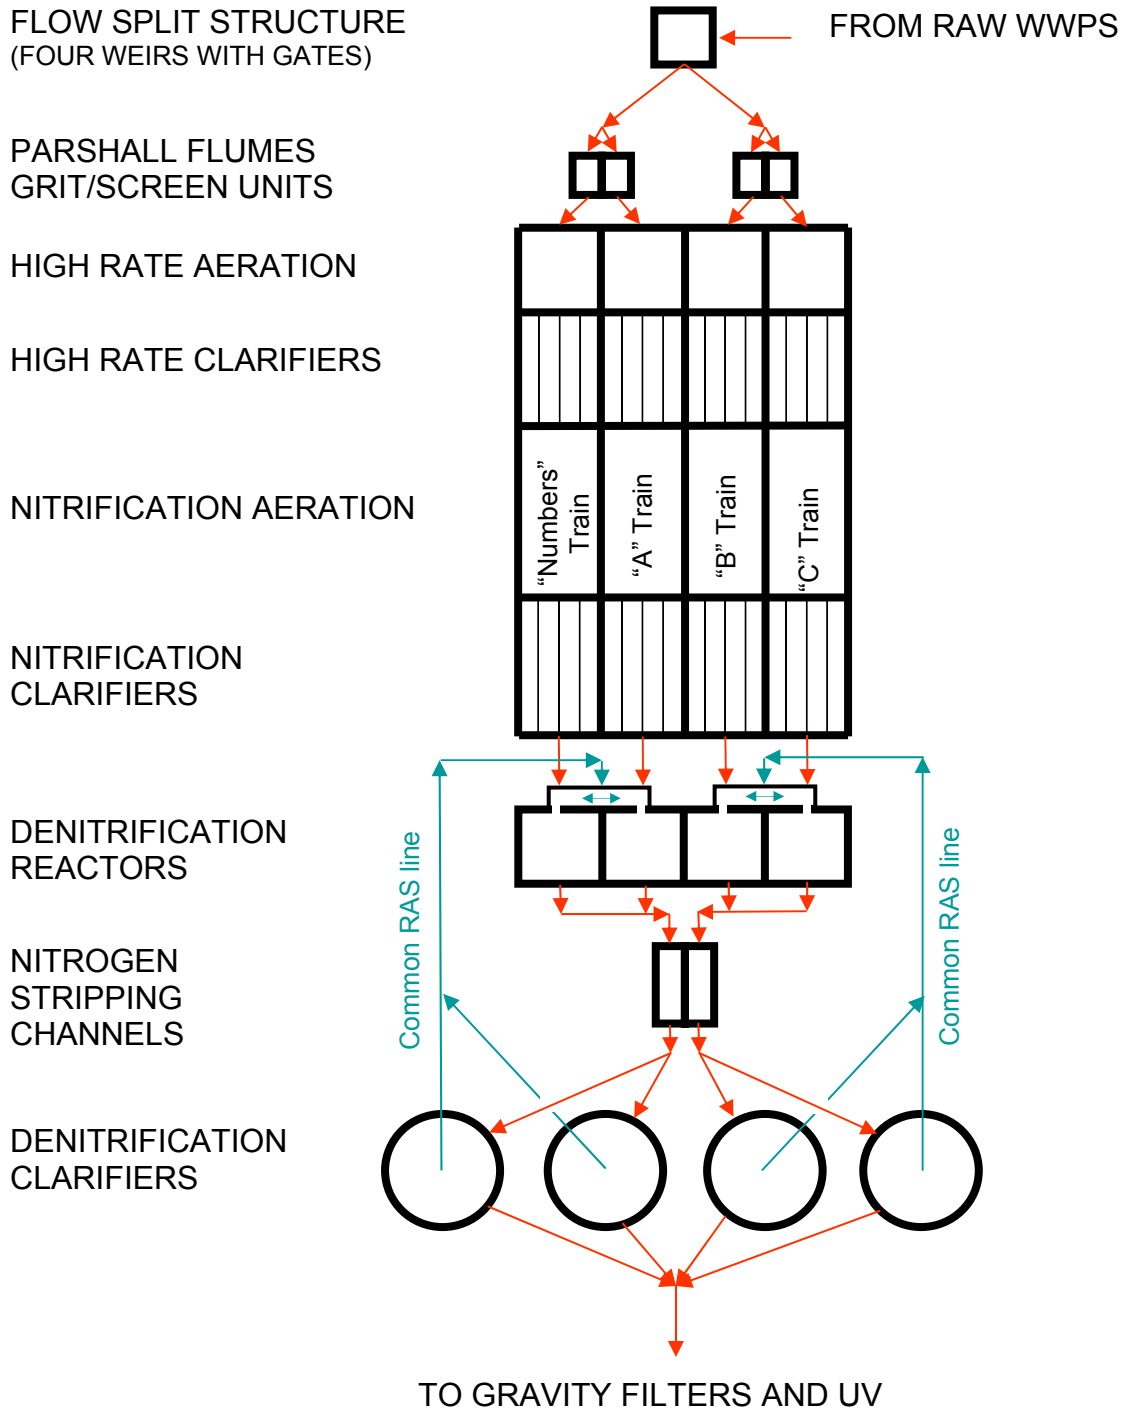 FLOW SPLIT STRUCTURE
(FOUR WEIRS WITH GATES)
FROM RAW WWPS
PARSHALL FLUMES
GRIT/SCREEN UNITS
HIGH RATE AERATION
HIGH RATE CLARIFIERS
NITRIFICATION AERATION
“Numbers”
Train
“A” Train
“B” Train
“C” Train
NITRIFICATION
CLARIFIERS
DENITRIFICATION
REACTORS
Common RAS line
Common RAS line
NITROGEN
STRIPPING
CHANNELS
DENITRIFICATION
CLARIFIERS
TO GRAVITY FILTERS AND UV